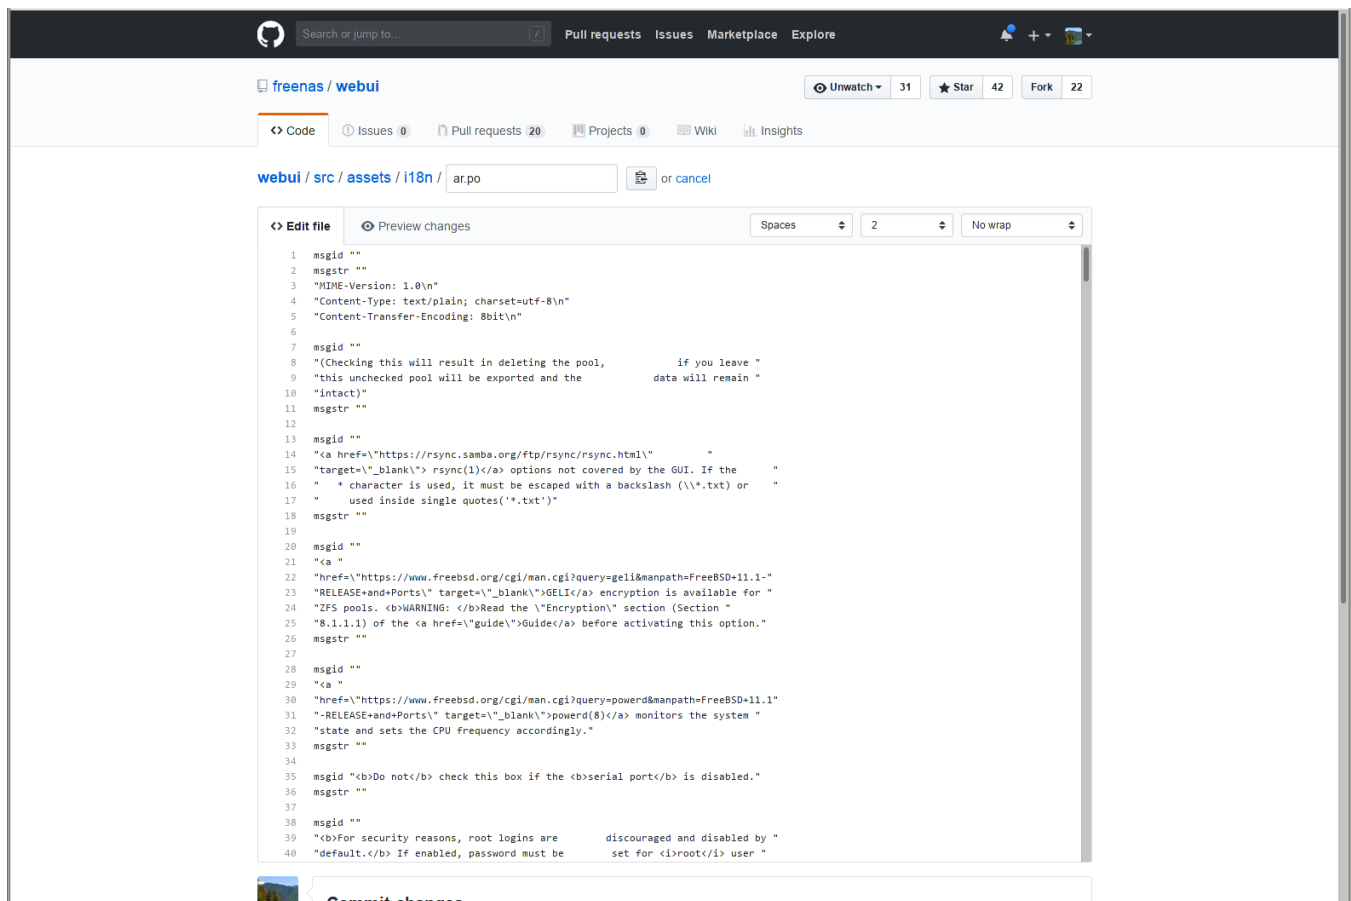 Search or jump to... /
Pull requests Issues Marketplace Explore
freenas / webui
Unwatch 31 Star 42 Fork 22
Code Issues 0 Pull requests 20 Projects 0 Wiki Insights
webui / src / assets / i18n / ar.po or cancel
Edit file Preview changes Spaces 2 No wrap
1 msgid ""
2 msgstr ""
3 "MIME-Version: 1.0\n"
4 "Content-Type: text/plain; charset=utf-8\n"
5 "Content-Transfer-Encoding: 8bit\n"
6
7 msgid ""
8 "(Checking this will result in deleting the pool,            if you leave "
9 "this unchecked pool will be exported and the            data will remain "
10 "intact)"
11 msgstr ""
12
13 msgid ""
14 "<a href=\"https://rsync.samba.org/ftp/rsync/rsync.html\"         "
15 "target=\"_blank\"> rsync(1)</a> options not covered by the GUI. If the      "
16 "   * character is used, it must be escaped with a backslash (\\*.txt) or    "
17 "     used inside single quotes('*.txt')"
18 msgstr ""
19
20 msgid ""
21 "<a "
22 "href=\"https://www.freebsd.org/cgi/man.cgi?query=geli&manpath=FreeBSD+11.1-"
23 "RELEASE+and+Ports\" target=\"_blank\">GELI</a> encryption is available for "
24 "ZFS pools. <b>WARNING: </b>Read the \"Encryption\" section (Section "
25 "8.1.1.1) of the <a href=\"guide\">Guide</a> before activating this option."
26 msgstr ""
27
28 msgid ""
29 "<a "
30 "href=\"https://www.freebsd.org/cgi/man.cgi?query=powerd&manpath=FreeBSD+11.1"
31 "-RELEASE+and+Ports\" target=\"_blank\">powerd(8)</a> monitors the system "
32 "state and sets the CPU frequency accordingly."
33 msgstr ""
34
35 msgid "<b>Do not</b> check this box if the <b>serial port</b> is disabled."
36 msgstr ""
37
38 msgid ""
39 "<b>For security reasons, root logins are        discouraged and disabled by "
40 "default.</b> If enabled, password must be        set for <i>root</i> user "
Commit changes